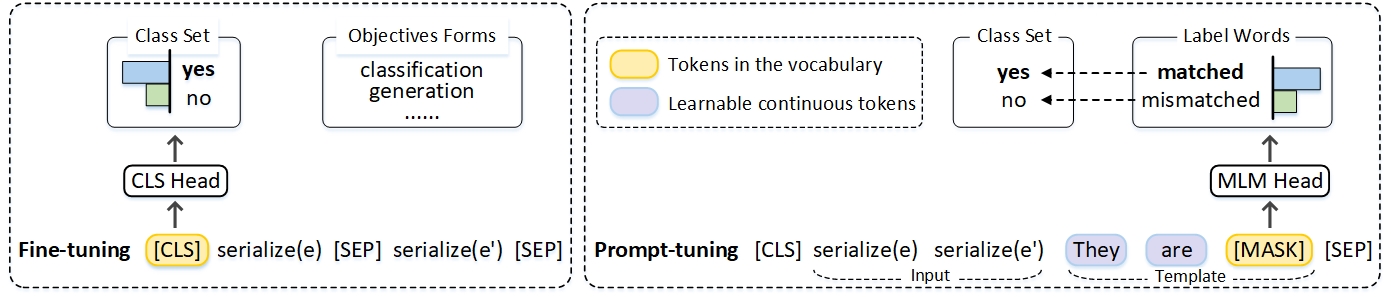 Class Set
yes
no
Objectives Forms
classification
generation
......
CLS Head
Fine-tuning [CLS] serialize(e) [SEP] serialize(e') [SEP]
Tokens in the vocabulary
Learnable continuous tokens
Class Set
yes
no
Label Words
matched
mismatched
MLM Head
Prompt-tuning [CLS] serialize(e) serialize(e') They are [MASK] [SEP]
Input
Template